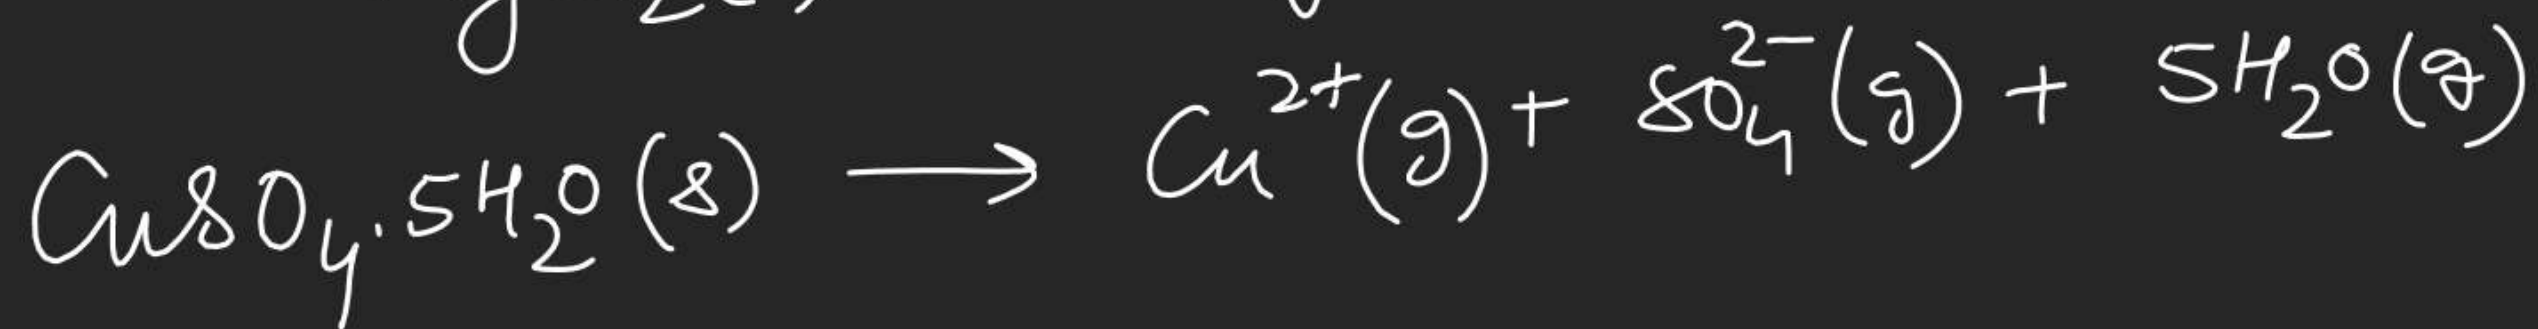 CuSO₄.5H₂O(s) ⟶ Cu²⁺(g) + SO₄²⁻(g) + 5H₂O(g)